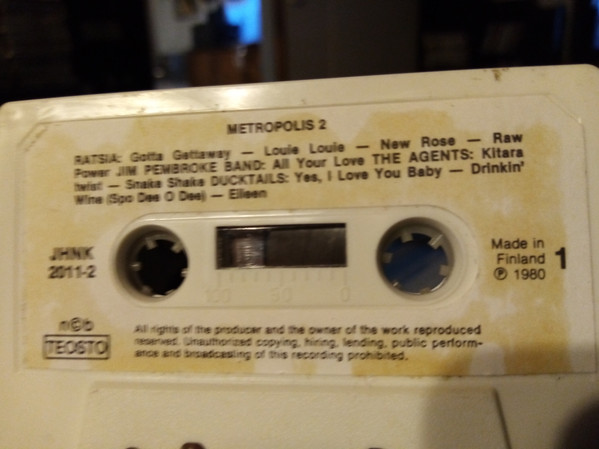 METROPOLIS 2
RATSIA: Gotta Gettaway — Louie Louie — New Rose — Raw
Power JIM PEMBROKE BAND: All Your Love THE AGENTS: Kitara
twist — Snake Shake DUCKTAILS: Yes, I Love You Baby — Drinkin'
Wine (Spo Dee O Dee) — Eileen
JHNK
2011-2
Made in
Finland
Ⓟ 1980
1
100 50 0
n©b
TEOSTO
All rights of the producer and the owner of the work reproduced
reserved. Unauthorized copying, hiring, lending, public perform-
ance and broadcasting of this recording prohibited.